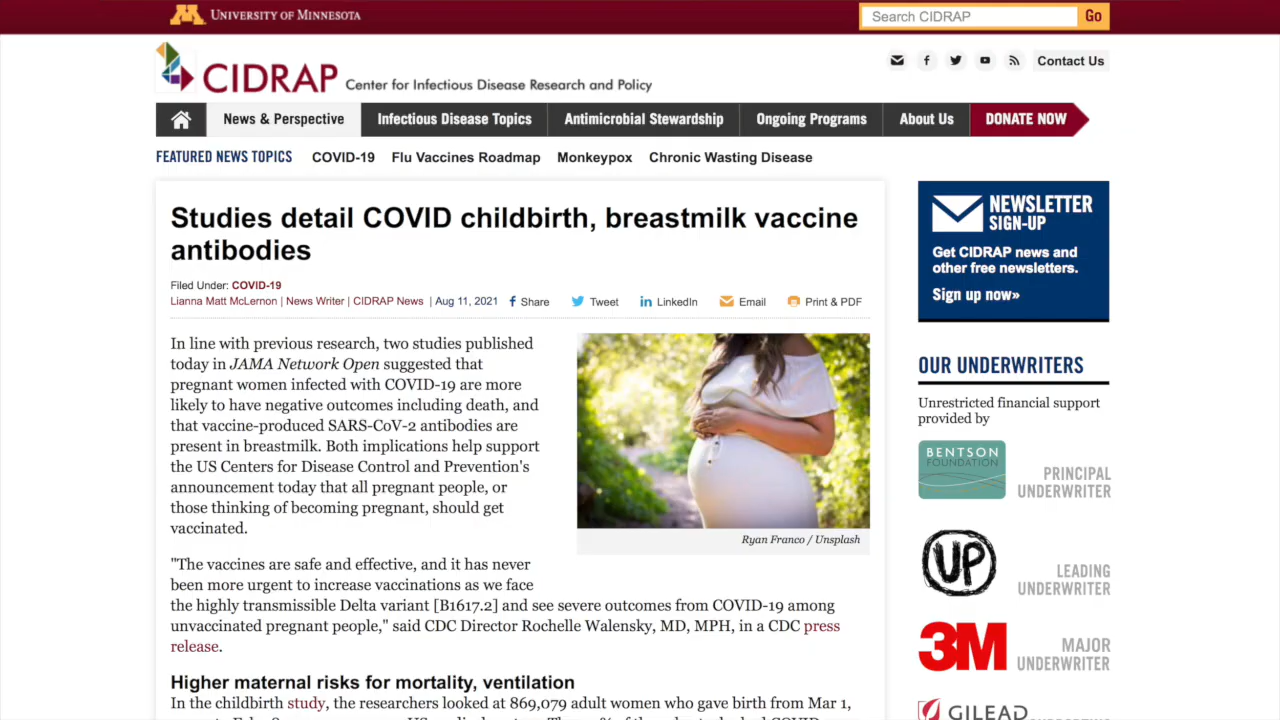 UNIVERSITY OF MINNESOTA
Search CIDRAP
Go
CIDRAP Center for Infectious Disease Research and Policy
Contact Us
News & Perspective
Infectious Disease Topics
Antimicrobial Stewardship
Ongoing Programs
About Us
DONATE NOW
FEATURED NEWS TOPICS
COVID-19
Flu Vaccines Roadmap
Monkeypox
Chronic Wasting Disease
Studies detail COVID childbirth, breastmilk vaccine
antibodies
Filed Under: COVID-19
Lianna Matt McLernon | News Writer | CIDRAP News | Aug 11, 2021
Share
Tweet
LinkedIn
Email
Print & PDF
In line with previous research, two studies published
today in JAMA Network Open suggested that
pregnant women infected with COVID-19 are more
likely to have negative outcomes including death, and
that vaccine-produced SARS-CoV-2 antibodies are
present in breastmilk. Both implications help support
the US Centers for Disease Control and Prevention's
announcement today that all pregnant people, or
those thinking of becoming pregnant, should get
vaccinated.
Ryan Franco / Unsplash
"The vaccines are safe and effective, and it has never
been more urgent to increase vaccinations as we face
the highly transmissible Delta variant [B1617.2] and see severe outcomes from COVID-19 among
unvaccinated pregnant people," said CDC Director Rochelle Walensky, MD, MPH, in a CDC press
release.
Higher maternal risks for mortality, ventilation
In the childbirth study, the researchers looked at 869,079 adult women who gave birth from Mar 1,
NEWSLETTER
SIGN-UP
Get CIDRAP news and
other free newsletters.
Sign up now»
OUR UNDERWRITERS
Unrestricted financial support
provided by
BENTSON
FOUNDATION
PRINCIPAL
UNDERWRITER
UP
LEADING
UNDERWRITER
3M
MAJOR
UNDERWRITER
GILEAD